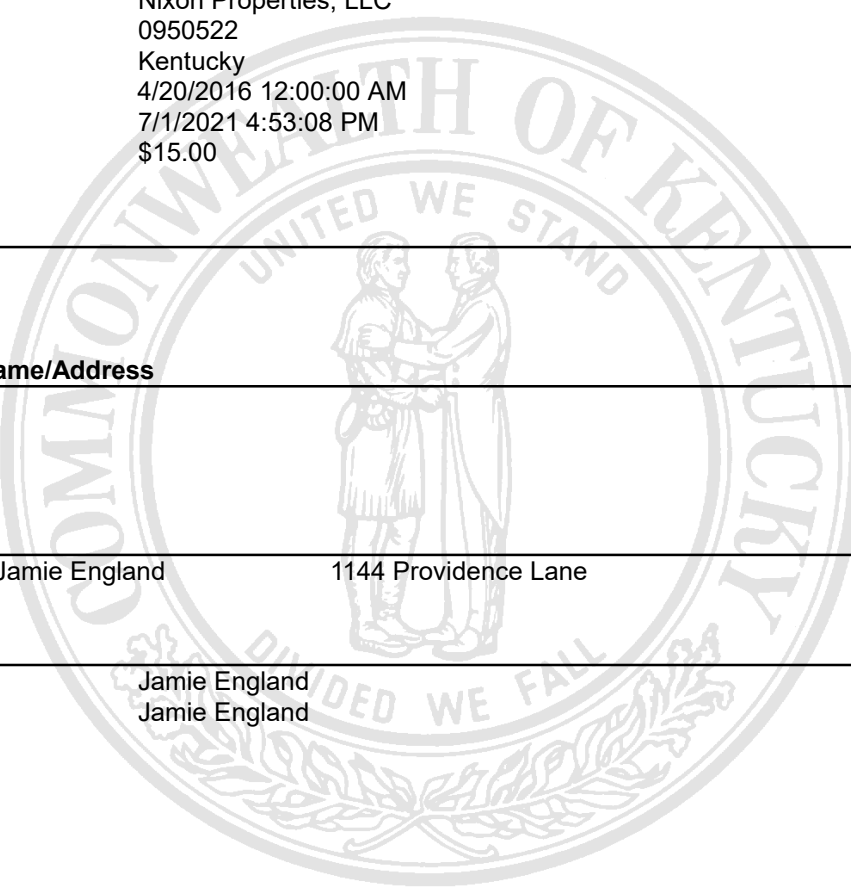 Nixon Properties, LLC
0950522
Kentucky
4/20/2016 12:00:00 AM
7/1/2021 4:53:08 PM
$15.00
COMMONWEALTH OF KENTUCKY
UNITED WE STAND
ame/Address
Jamie England 1144 Providence Lane
DIVIDED WE FALL
Jamie England
Jamie England